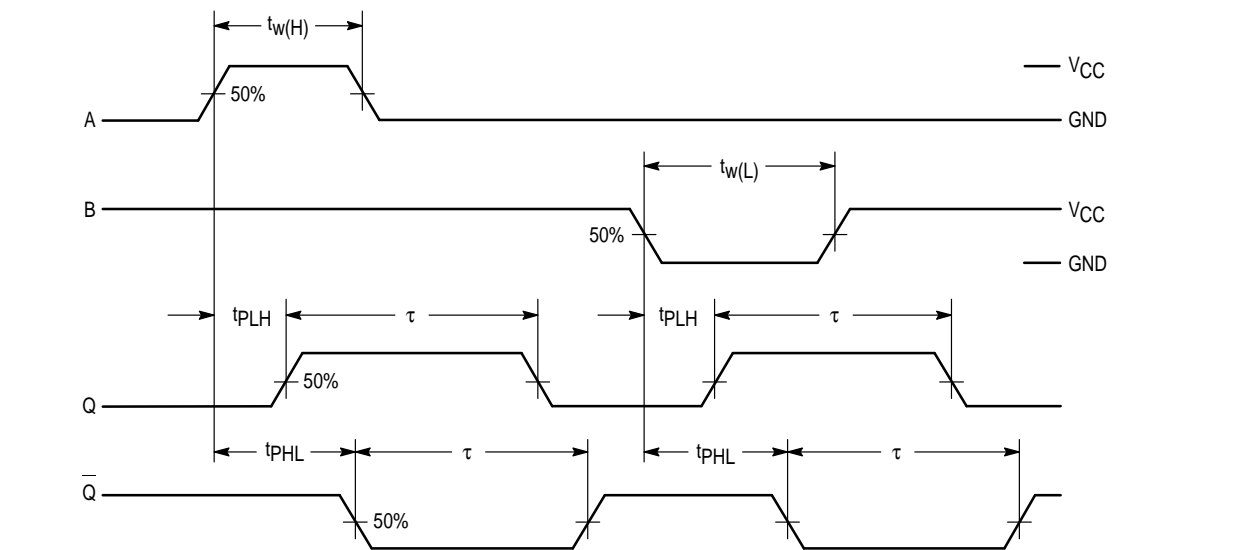 tw(H)
VCC
50%
A
GND
tw(L)
B
VCC
50%
GND
tPLH
τ
tPLH
τ
50%
Q
tPHL
τ
tPHL
τ
Q̅
50%